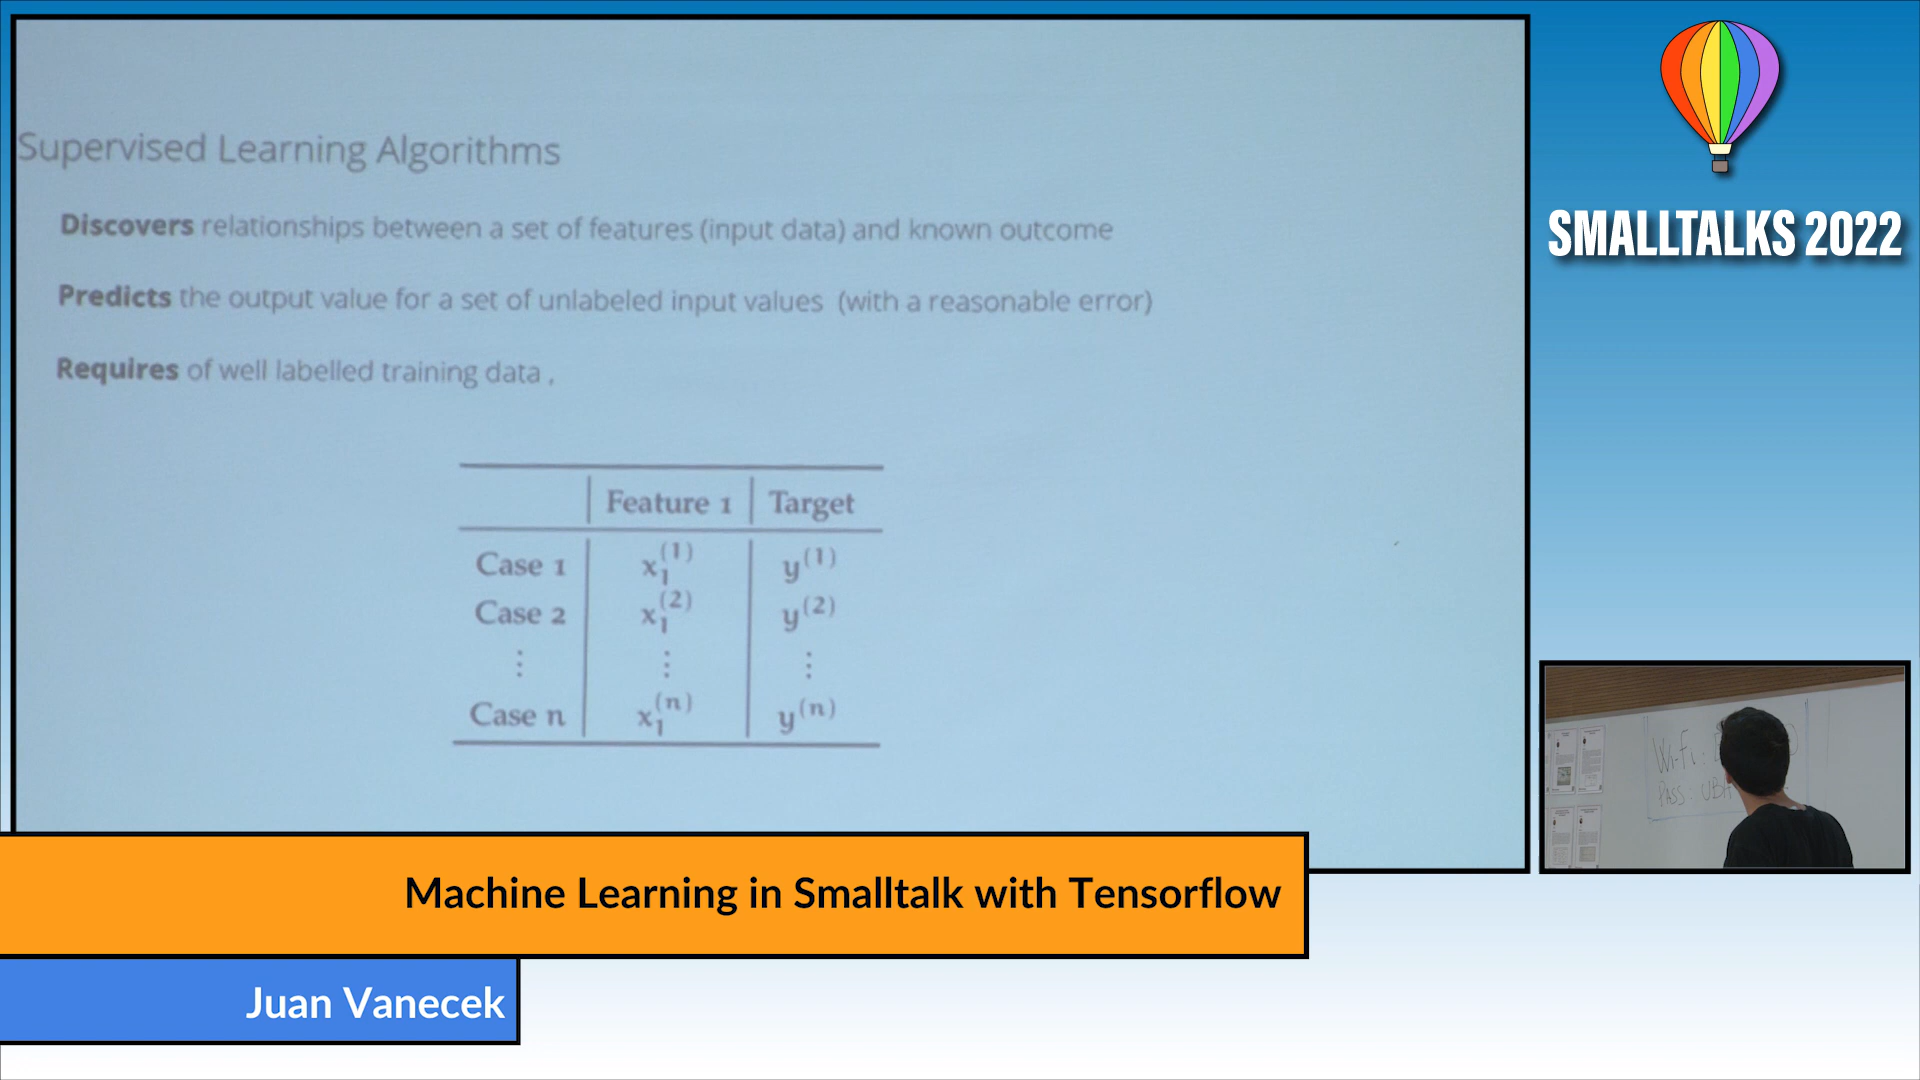 Supervised Learning Algorithms
Discovers relationships between a set of features (input data) and known outcome
Predicts the output value for a set of unlabeled input values (with a reasonable error)
Requires of well labelled training data ,
Feature 1 Target
Case 1 x₁⁽¹⁾ y⁽¹⁾
Case 2 x₁⁽²⁾ y⁽²⁾
⋮ ⋮ ⋮
Case n x₁⁽ⁿ⁾ y⁽ⁿ⁾
SMALLTALKS 2022
Wi-Fi:
PASS:
Machine Learning in Smalltalk with Tensorflow
Juan Vanecek